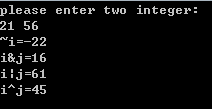 please enter two integer:
21 56
~i=-22
i&j=16
i|j=61
i^j=45